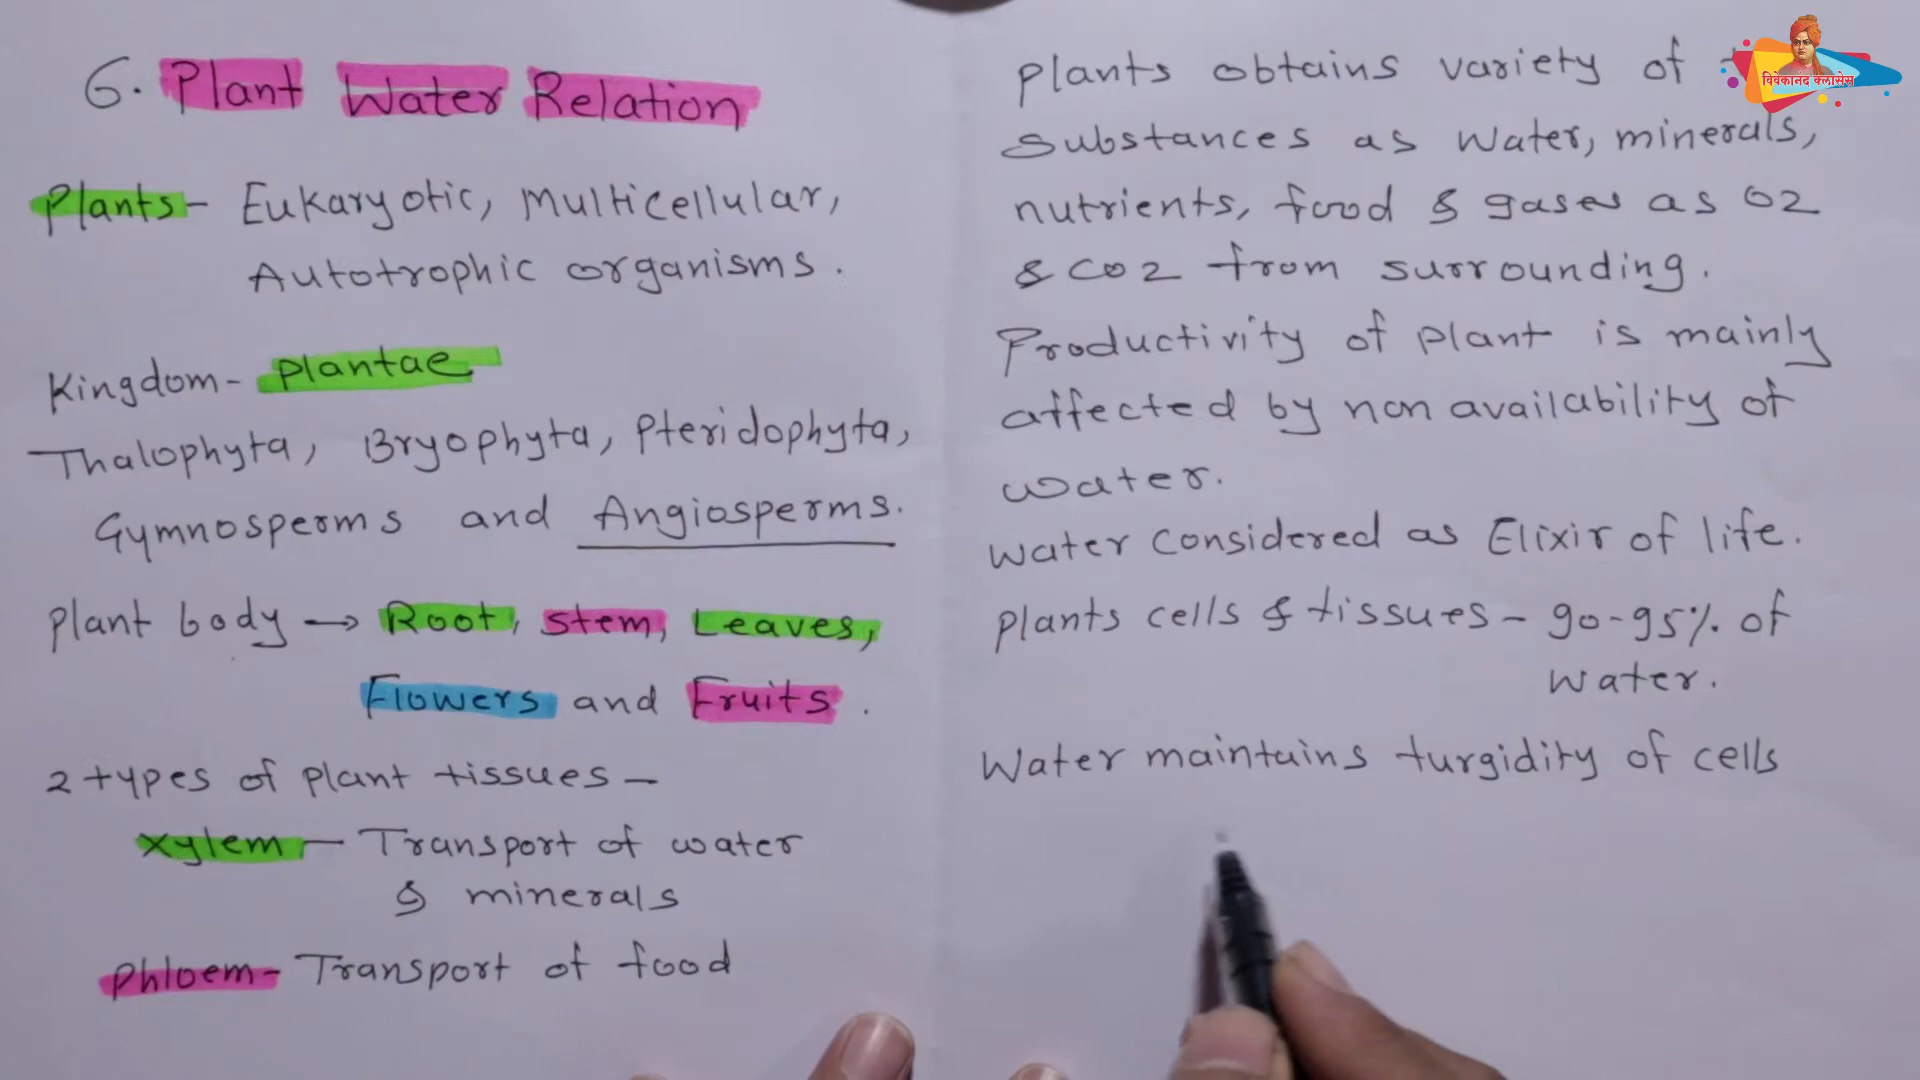 6. Plant Water Relation
Plants - Eukaryotic, Multicellular,
Autotrophic organisms.
Kingdom - Plantae
Thalophyta, Bryophyta, Pteridophyta,
Gymnosperms and Angiosperms.
Plant body → Root, Stem, Leaves,
Flowers and Fruits.
2 types of plant tissues -
Xylem - Transport of water
& minerals
Phloem - Transport of food
Plants obtains variety of
substances as water, minerals,
nutrients, food & gases as O2
& CO2 from surrounding.
Productivity of plant is mainly
affected by non availability of
water.
Water considered as Elixir of life.
Plants cells & tissues - 90-95% of
water.
Water maintains turgidity of cells
विवेकानंद क्लासेस